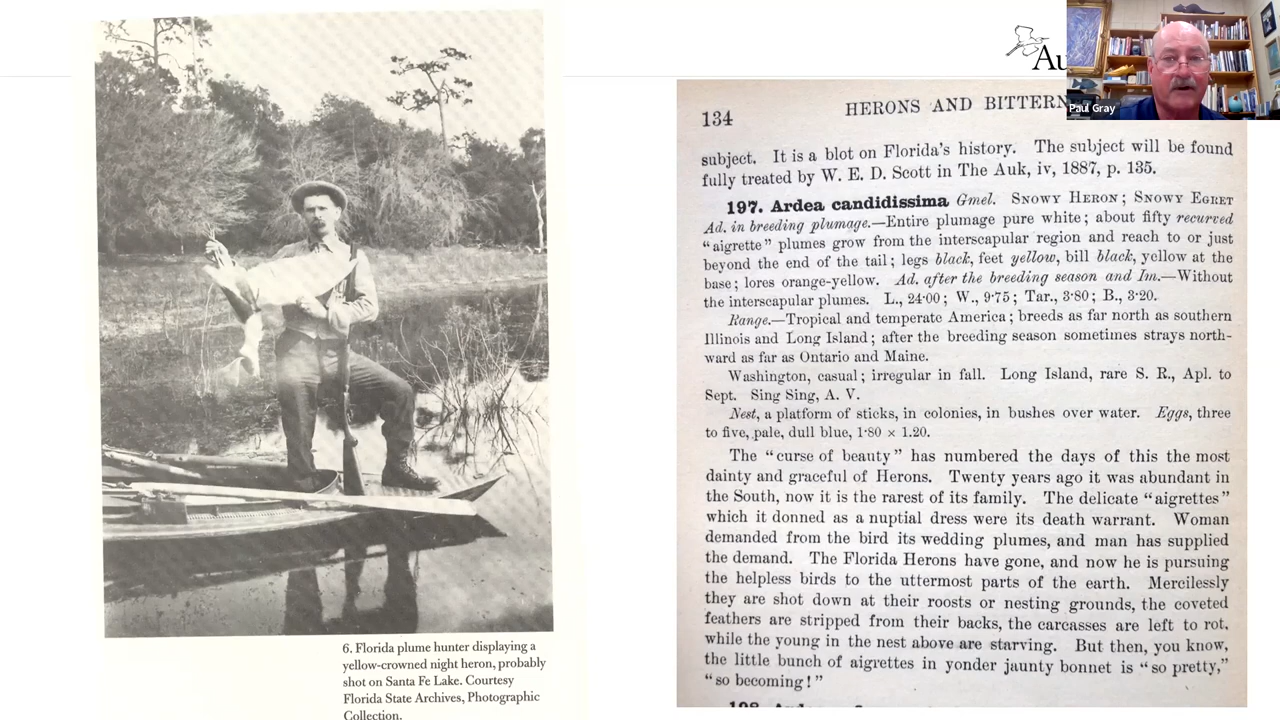 Au
Paul Gray
6. Florida plume hunter displaying a
yellow-crowned night heron, probably
shot on Santa Fe Lake. Courtesy
Florida State Archives, Photographic
Collection.
134 HERONS AND BITTERN
subject. It is a blot on Florida's history. The subject will be found
fully treated by W. E. D. Scott in The Auk, iv, 1887, p. 135.
197. Ardea candidissima Gmel. SNOWY HERON; SNOWY EGRET
Ad. in breeding plumage.—Entire plumage pure white; about fifty recurved
"aigrette" plumes grow from the interscapular region and reach to or just
beyond the end of the tail; legs black, feet yellow, bill black, yellow at the
base; lores orange-yellow. Ad. after the breeding season and Im.—Without
the interscapular plumes. L., 24·00; W., 9·75; Tar., 3·80; B., 3·20.
Range.—Tropical and temperate America; breeds as far north as southern
Illinois and Long Island; after the breeding season sometimes strays north-
ward as far as Ontario and Maine.
Washington, casual; irregular in fall. Long Island, rare S. R., Apl. to
Sept. Sing Sing, A. V.
Nest, a platform of sticks, in colonies, in bushes over water. Eggs, three
to five, pale, dull blue, 1·80 × 1.20.
The "curse of beauty" has numbered the days of this the most
dainty and graceful of Herons. Twenty years ago it was abundant in
the South, now it is the rarest of its family. The delicate "aigrettes"
which it donned as a nuptial dress were its death warrant. Woman
demanded from the bird its wedding plumes, and man has supplied
the demand. The Florida Herons have gone, and now he is pursuing
the helpless birds to the uttermost parts of the earth. Mercilessly
they are shot down at their roosts or nesting grounds, the coveted
feathers are stripped from their backs, the carcasses are left to rot,
while the young in the nest above are starving. But then, you know,
the little bunch of aigrettes in yonder jaunty bonnet is "so pretty,"
"so becoming!"